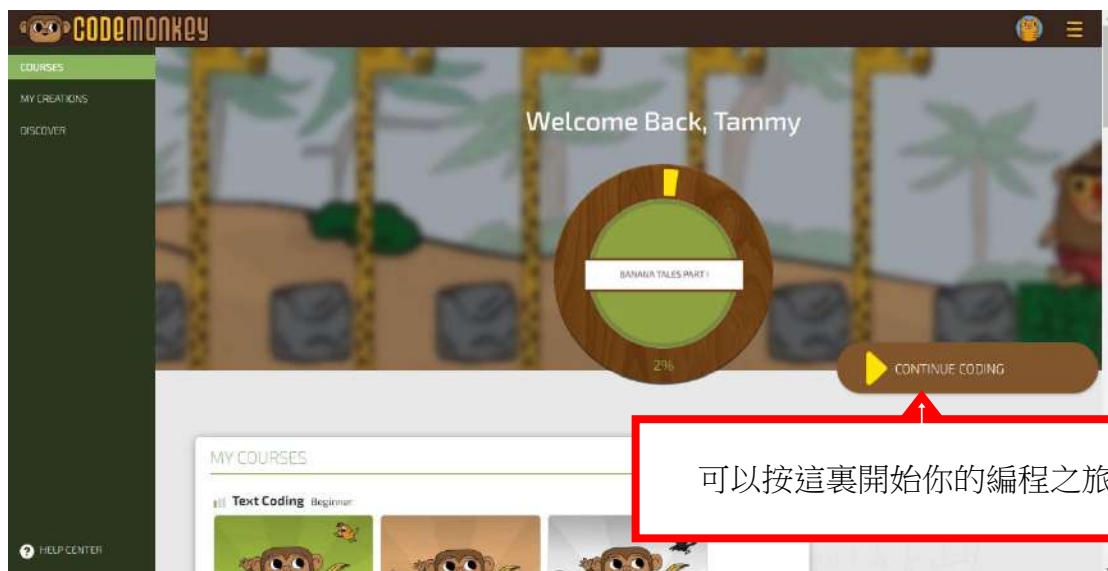 CODEMONKEY
COURSES
MY CREATIONS
DISCOVER
Welcome Back, Tammy
BANANA TALES PART I
2%
CONTINUE CODING
MY COURSES
Text Coding Beginner
可以按這裏開始你的編程之旅
? HELP CENTER